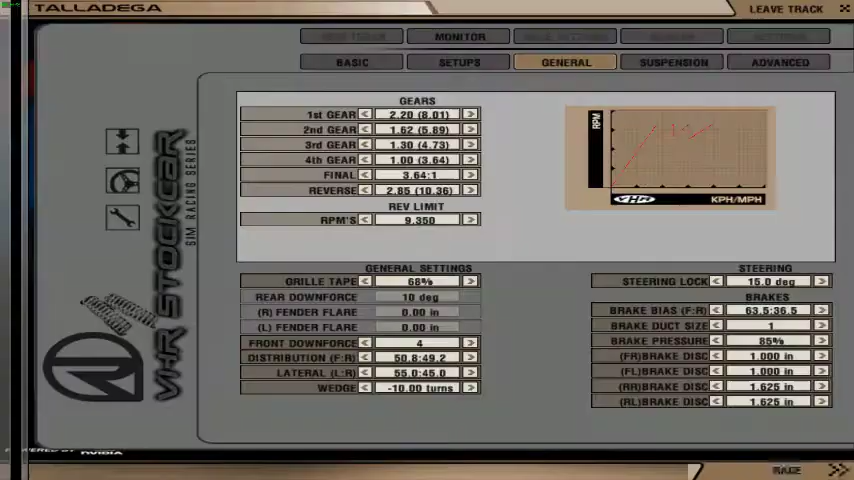 TALLADEGA
LEAVE TRACK
MONITOR
BASIC SETUPS GENERAL SUSPENSION ADVANCED
GEARS
1st GEAR < 2.20 (8.01) >
2nd GEAR < 1.62 (5.89) >
3rd GEAR < 1.30 (4.73) >
4th GEAR < 1.00 (3.64) >
FINAL < 3.64:1 >
REVERSE < 2.85 (10.36) >
REV LIMIT
RPM'S < 9,350 >
RPM
VHR KPH/MPH
VHR STOCKCAR
SIM RACING SERIES
GENERAL SETTINGS
GRILLE TAPE < 68% >
REAR DOWNFORCE 10 deg
(R) FENDER FLARE 0.00 in
(L) FENDER FLARE 0.00 in
FRONT DOWNFORCE < 4 >
DISTRIBUTION (F:R) < 50.8:49.2 >
LATERAL (L:R) < 55.0:45.0 >
WEDGE < -10.00 turns >
STEERING
STEERING LOCK < 15.0 deg >
BRAKES
BRAKE BIAS (F:R) < 63.5:36.5 >
BRAKE DUCT SIZE < 1 >
BRAKE PRESSURE < 85% >
(FR)BRAKE DISC < 1.000 in >
(FL)BRAKE DISC < 1.000 in >
(RR)BRAKE DISC < 1.625 in >
(RL)BRAKE DISC < 1.625 in >
POWERED BY NVIDIA
RACE